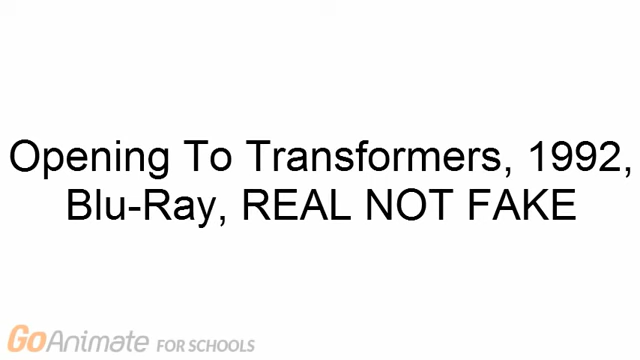 Opening To Transformers, 1992,
Blu-Ray, REAL NOT FAKE
GoAnimate FOR SCHOOLS